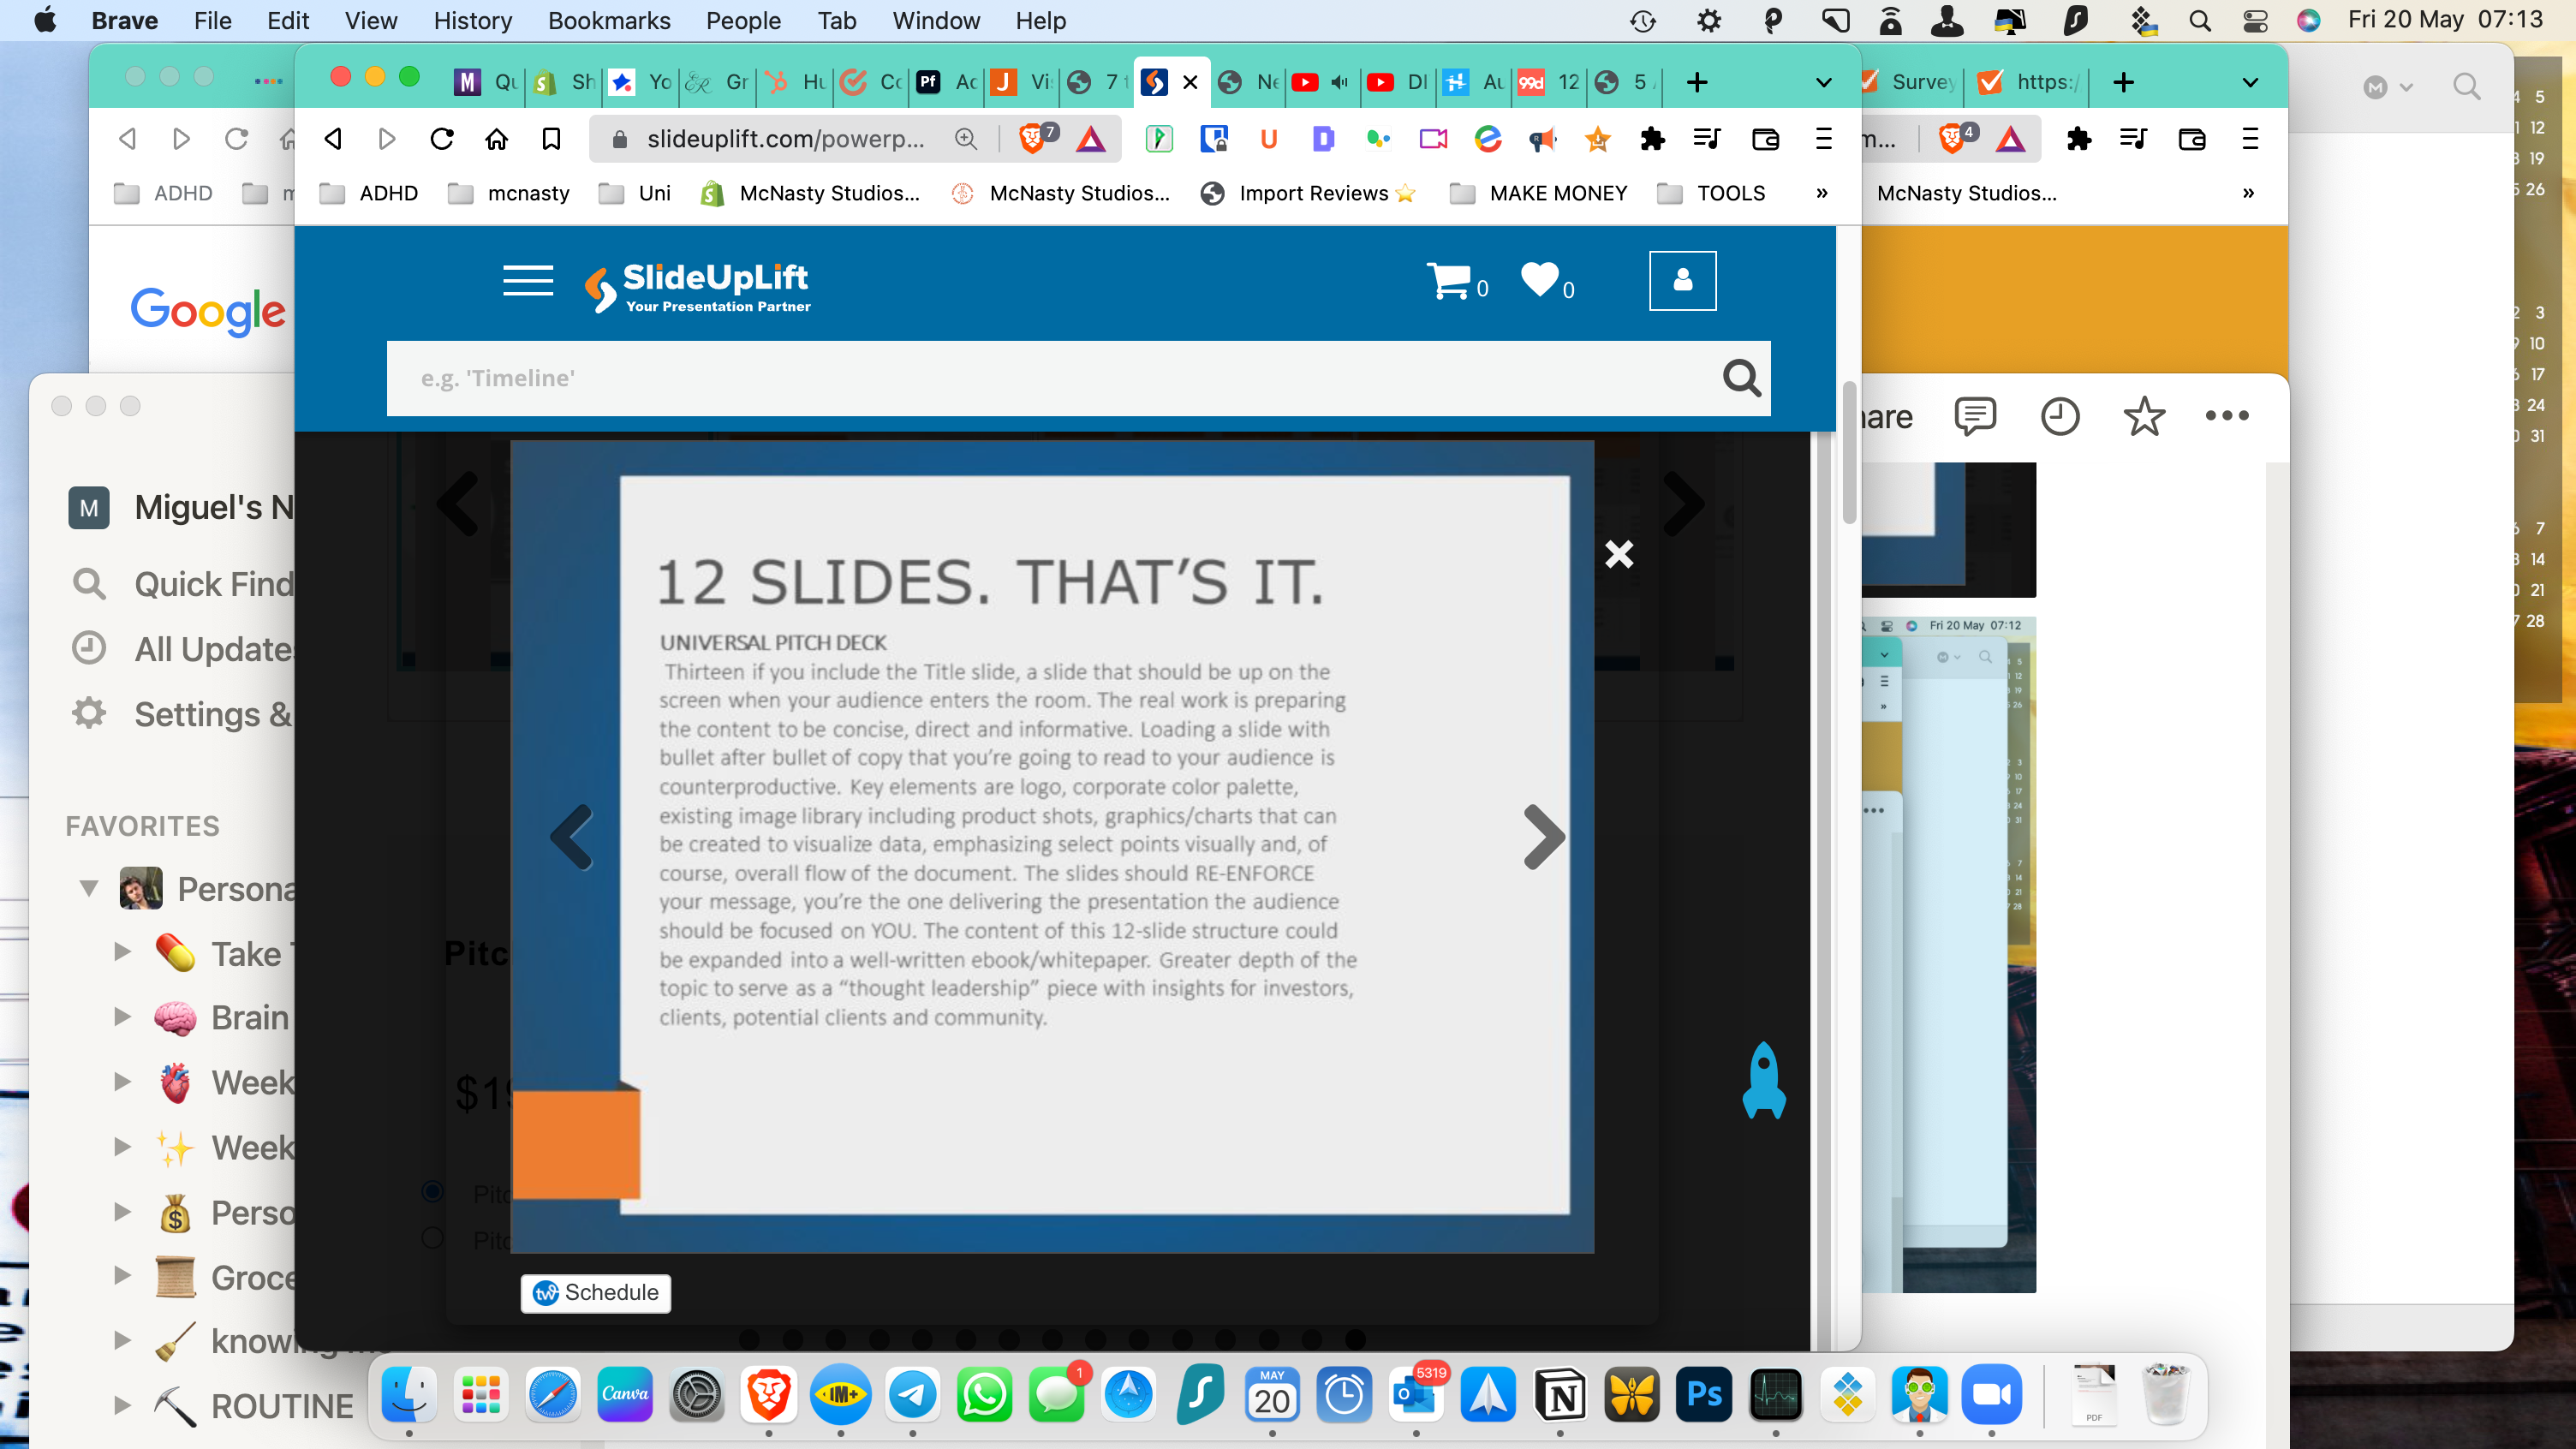 Brave File Edit View History Bookmarks People Tab Window Help
Fri 20 May 07:13
Qu
Sh
Yo
Gr
Hu
Co
Ac
Vi
7
Ne
DI
Au
12
5
Survey
https:/
slideuplift.com/powerp...
7
m...
4
ADHD
ADHD mcnasty Uni McNasty Studios... McNasty Studios... Import Reviews MAKE MONEY TOOLS »
McNasty Studios... »
Google
SlideUpLift
Your Presentation Partner
0
0
e.g. 'Timeline'
are
M Miguel's N
Quick Find
All Updates
Settings &
FAVORITES
Persona
Take T
Brain
Week
Week
Perso
Groce
knowing me
ROUTINE
12 SLIDES. THAT'S IT.
UNIVERSAL PITCH DECK
Thirteen if you include the Title slide, a slide that should be up on the
screen when your audience enters the room. The real work is preparing
the content to be concise, direct and informative. Loading a slide with
bullet after bullet of copy that you're going to read to your audience is
counterproductive. Key elements are logo, corporate color palette,
existing image library including product shots, graphics/charts that can
be created to visualize data, emphasizing select points visually and, of
course, overall flow of the document. The slides should RE-ENFORCE
your message, you're the one delivering the presentation the audience
should be focused on YOU. The content of this 12-slide structure could
be expanded into a well-written ebook/whitepaper. Greater depth of the
topic to serve as a "thought leadership" piece with insights for investors,
clients, potential clients and community.
Pitc
$19
Pitc
Pitc
Schedule
Fri 20 May 07:12
Canva
IM+
1
MAY
20
5319
Ps
PDF